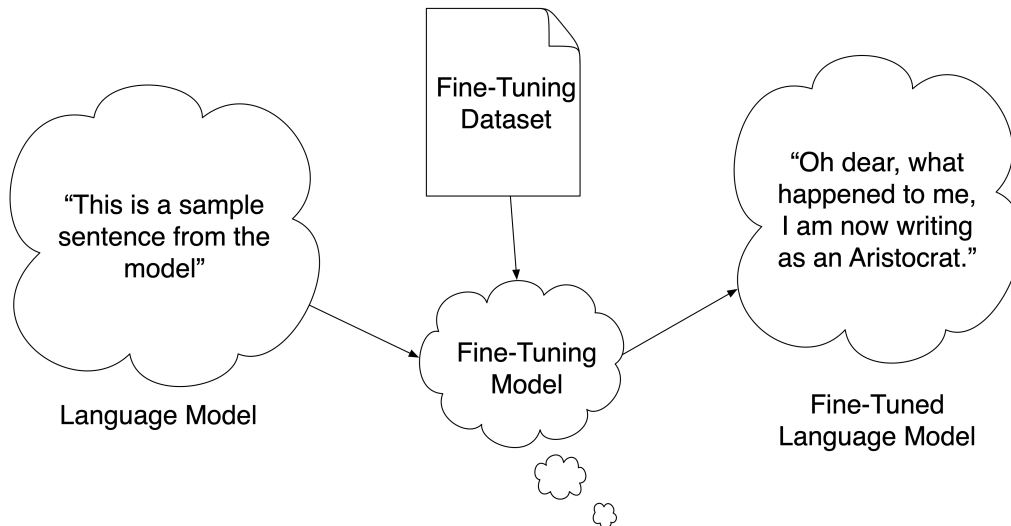 Fine-Tuning
Dataset
“This is a sample
sentence from the
model”
Language Model
Fine-Tuning
Model
“Oh dear, what
happened to me,
I am now writing
as an Aristocrat.”
Fine-Tuned
Language Model